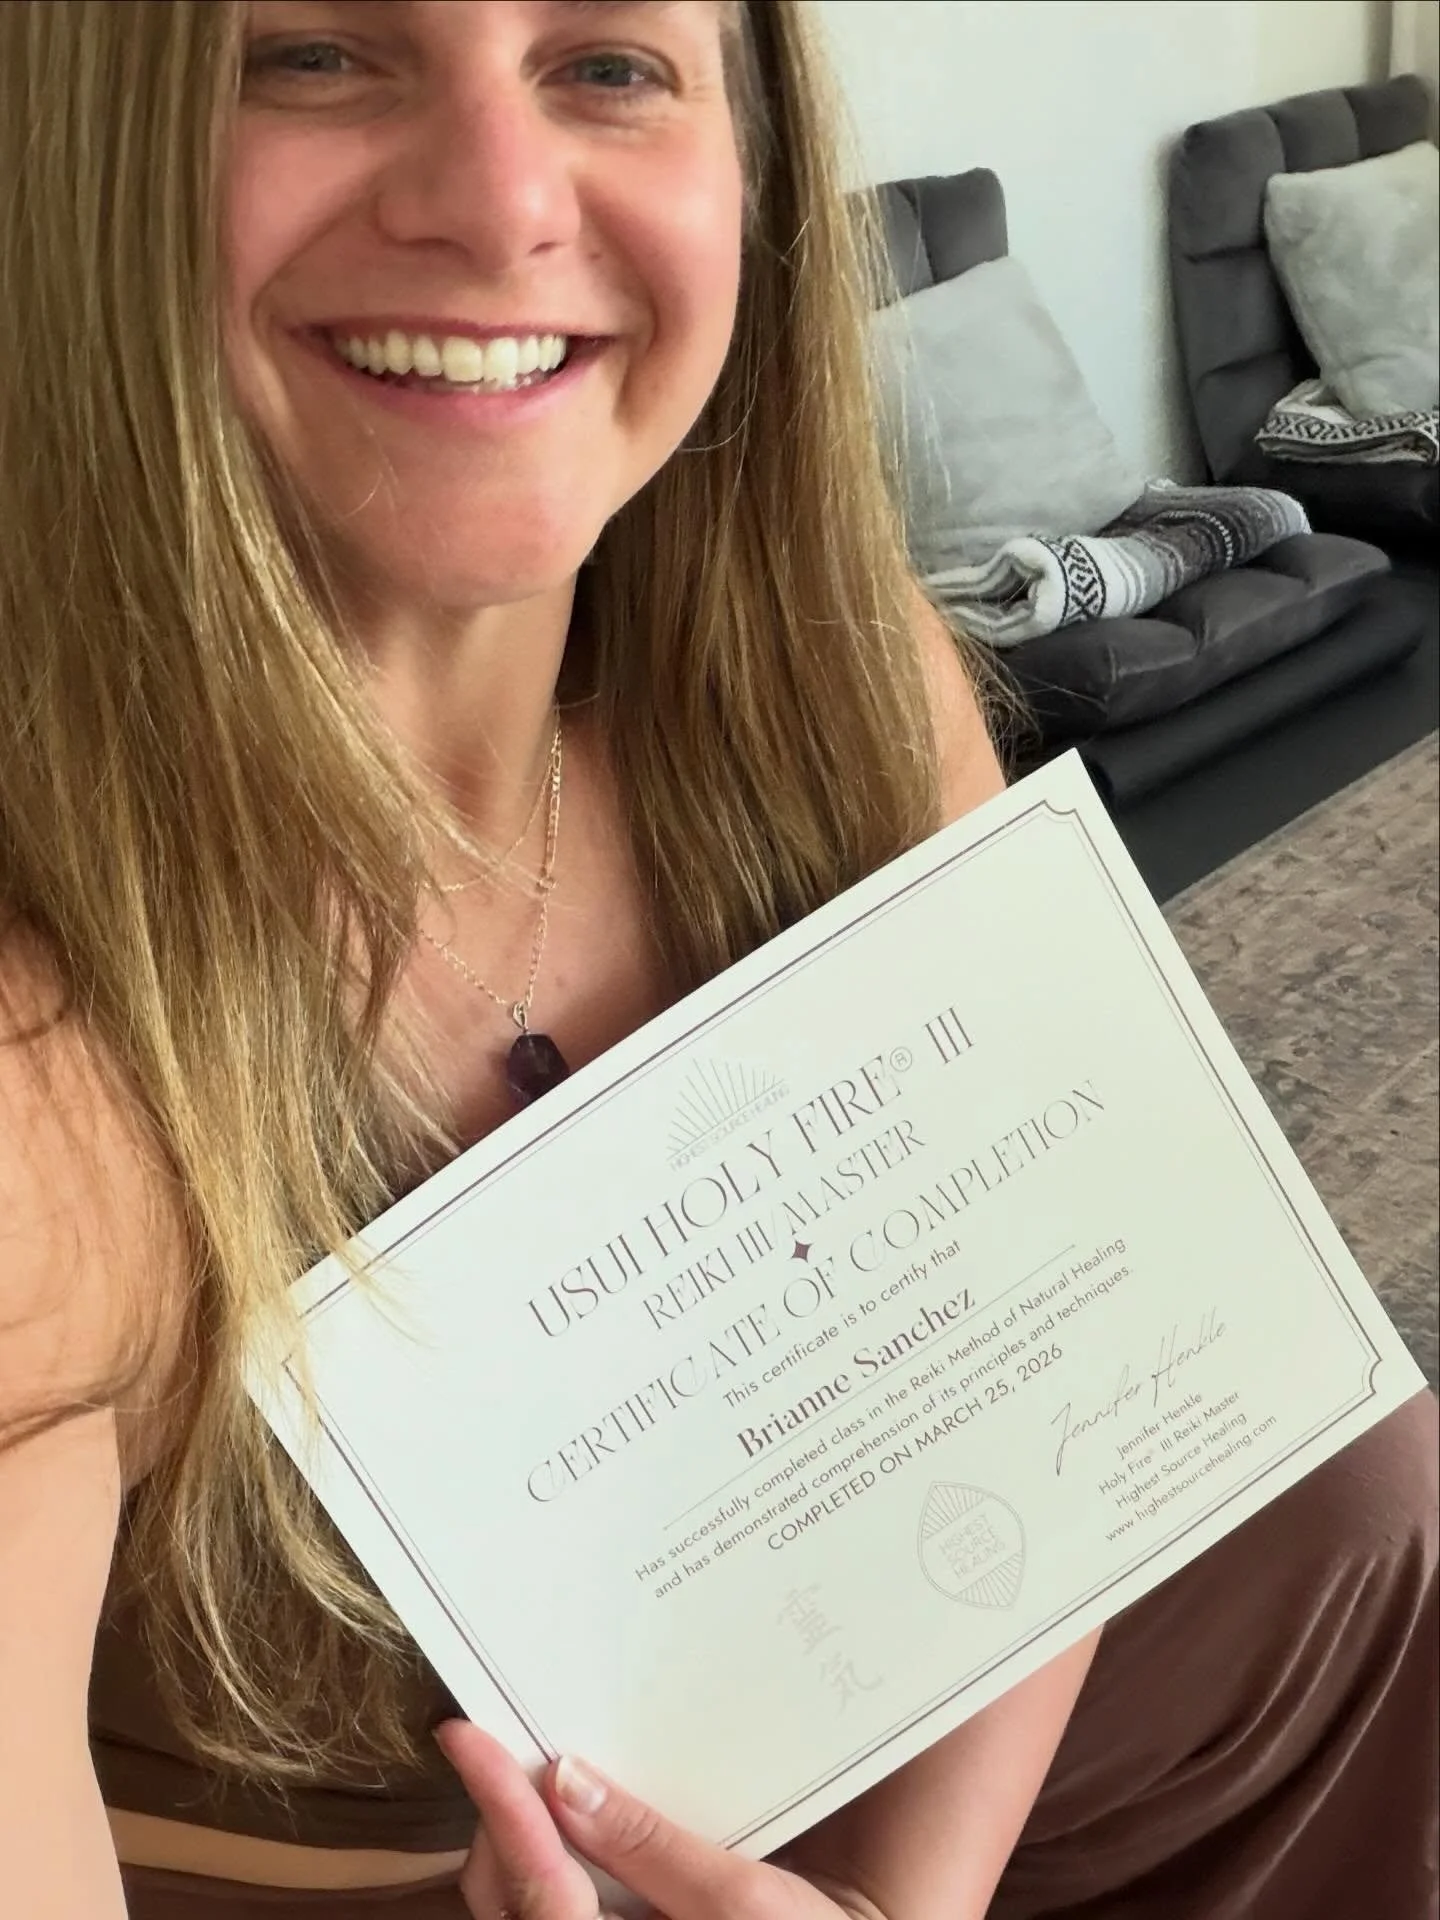 HIGHEST SOURCE HEALING
USUI HOLY FIRE® III
REIKI III/MASTER
CERTIFICATE OF COMPLETION
This certificate is to certify that
Brianne Sanchez
Has successfully completed class in the Reiki Method of Natural Healing
and has demonstrated comprehension of its principles and techniques.
COMPLETED ON MARCH 25, 2026
Jennifer Henkle
Jennifer Henkle
Holy Fire® III Reiki Master
Highest Source Healing
www.highestsourcehealing.com
HIGHEST
SOURCE
HEALING
靈
気